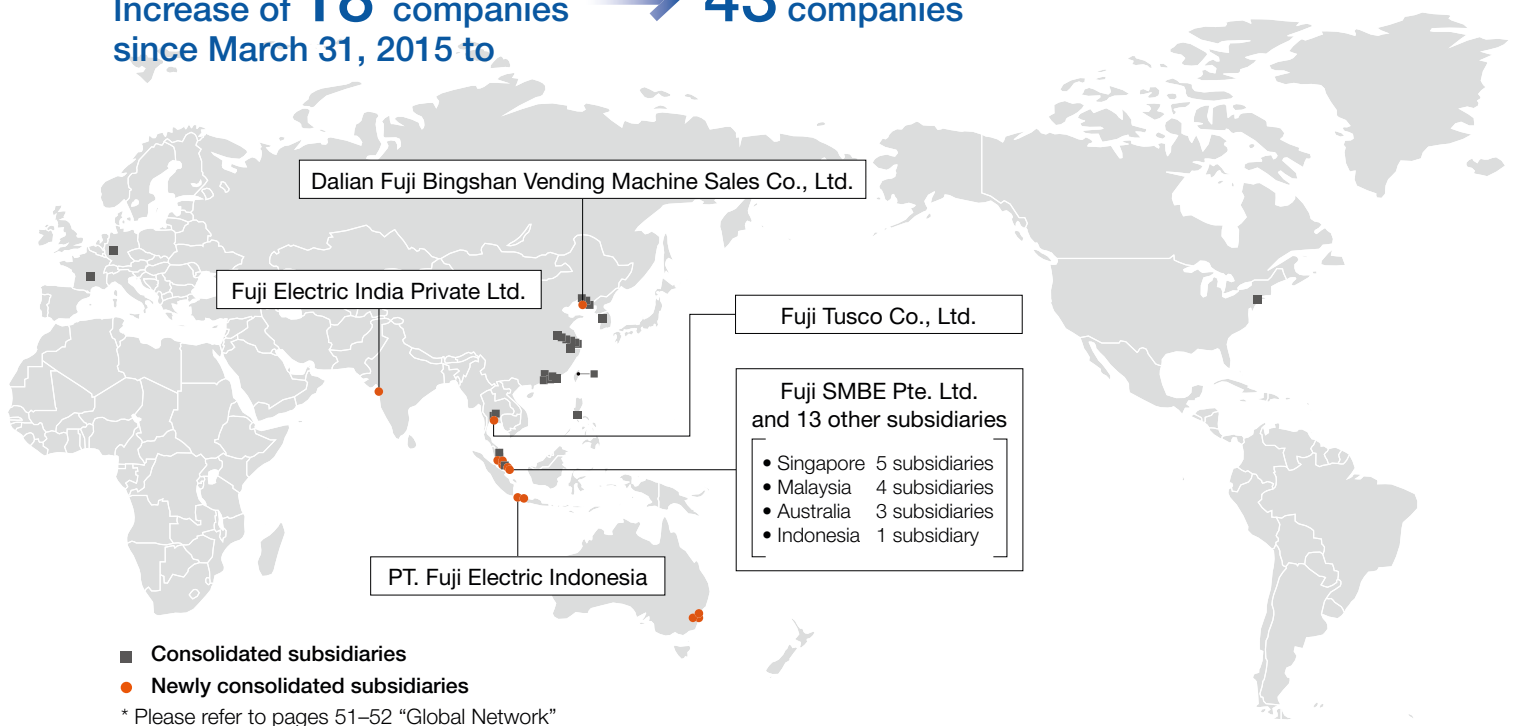 Increase of 18 companies
43 companies
since March 31, 2015 to
Dalian Fuji Bingshan Vending Machine Sales Co., Ltd.
Fuji Electric India Private Ltd.
Fuji Tusco Co., Ltd.
Fuji SMBE Pte. Ltd.
and 13 other subsidiaries
• Singapore 5 subsidiaries
• Malaysia 4 subsidiaries
• Australia 3 subsidiaries
• Indonesia 1 subsidiary
PT. Fuji Electric Indonesia
Consolidated subsidiaries
Newly consolidated subsidiaries
* Please refer to pages 51–52 “Global Network”